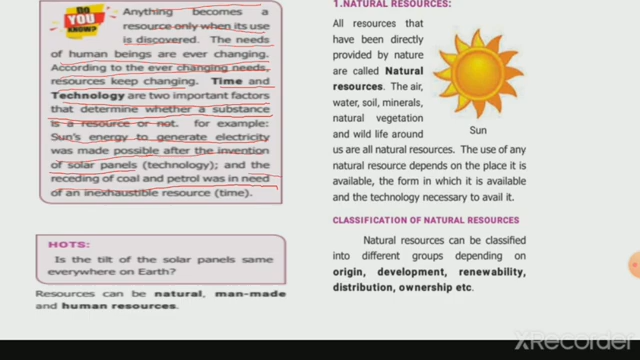 DO
YOU
KNOW?
Anything becomes a
resource only when its use
is discovered. The needs
of human beings are ever changing.
According to the ever changing needs,
resources keep changing. Time and
Technology are two important factors
that determine whether a substance
is a resource or not. for example:
Sun's energy to generate electricity
was made possible after the invention
of solar panels (technology); and the
receding of coal and petrol was in need
of an inexhaustible resource (time).
HOTS:
Is the tilt of the solar panels same
everywhere on Earth?
Resources can be natural, man-made
and human resources.
1.NATURAL RESOURCES:
All resources that
have been directly
provided by nature
are called Natural
resources. The air,
water, soil, minerals,
natural vegetation
and wild life around
us are all natural resources. The use of any
natural resource depends on the place it is
available, the form in which it is available
and the technology necessary to avail it.
Sun
CLASSIFICATION OF NATURAL RESOURCES
Natural resources can be classified
into different groups depending on
origin, development, renewability,
distribution, ownership etc.
XRecorder